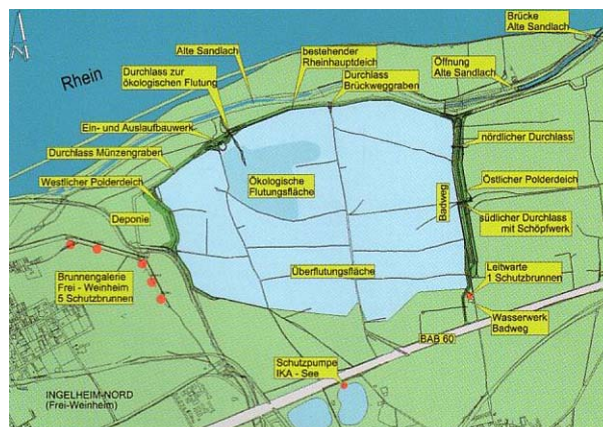 Brücke
Alte Sandlach
Rhein
Alte Sandlach
bestehender
Rheinhauptdeich
Öffnung
Alte Sandlach
Durchlass zur
ökologischen Flutung
Durchlass
Brückweggraben
Ein- und Auslaufbauwerk
nördlicher Durchlass
Durchlass Münzengraben
Westlicher Polderdeich
Ökologische
Flutungsfläche
Östlicher Polderdeich
Badweg
Deponie
südlicher Durchlass
mit Schöpfwerk
Brunnengalerie
Frei - Weinheim
5 Schutzbrunnen
Überflutungsfläche
Leitwarte
1 Schutzbrunnen
Wasserwerk
Badweg
BAB 60
Schutzpumpe
IKA - See
INGELHEIM-NORD
(Frei-Weinheim)